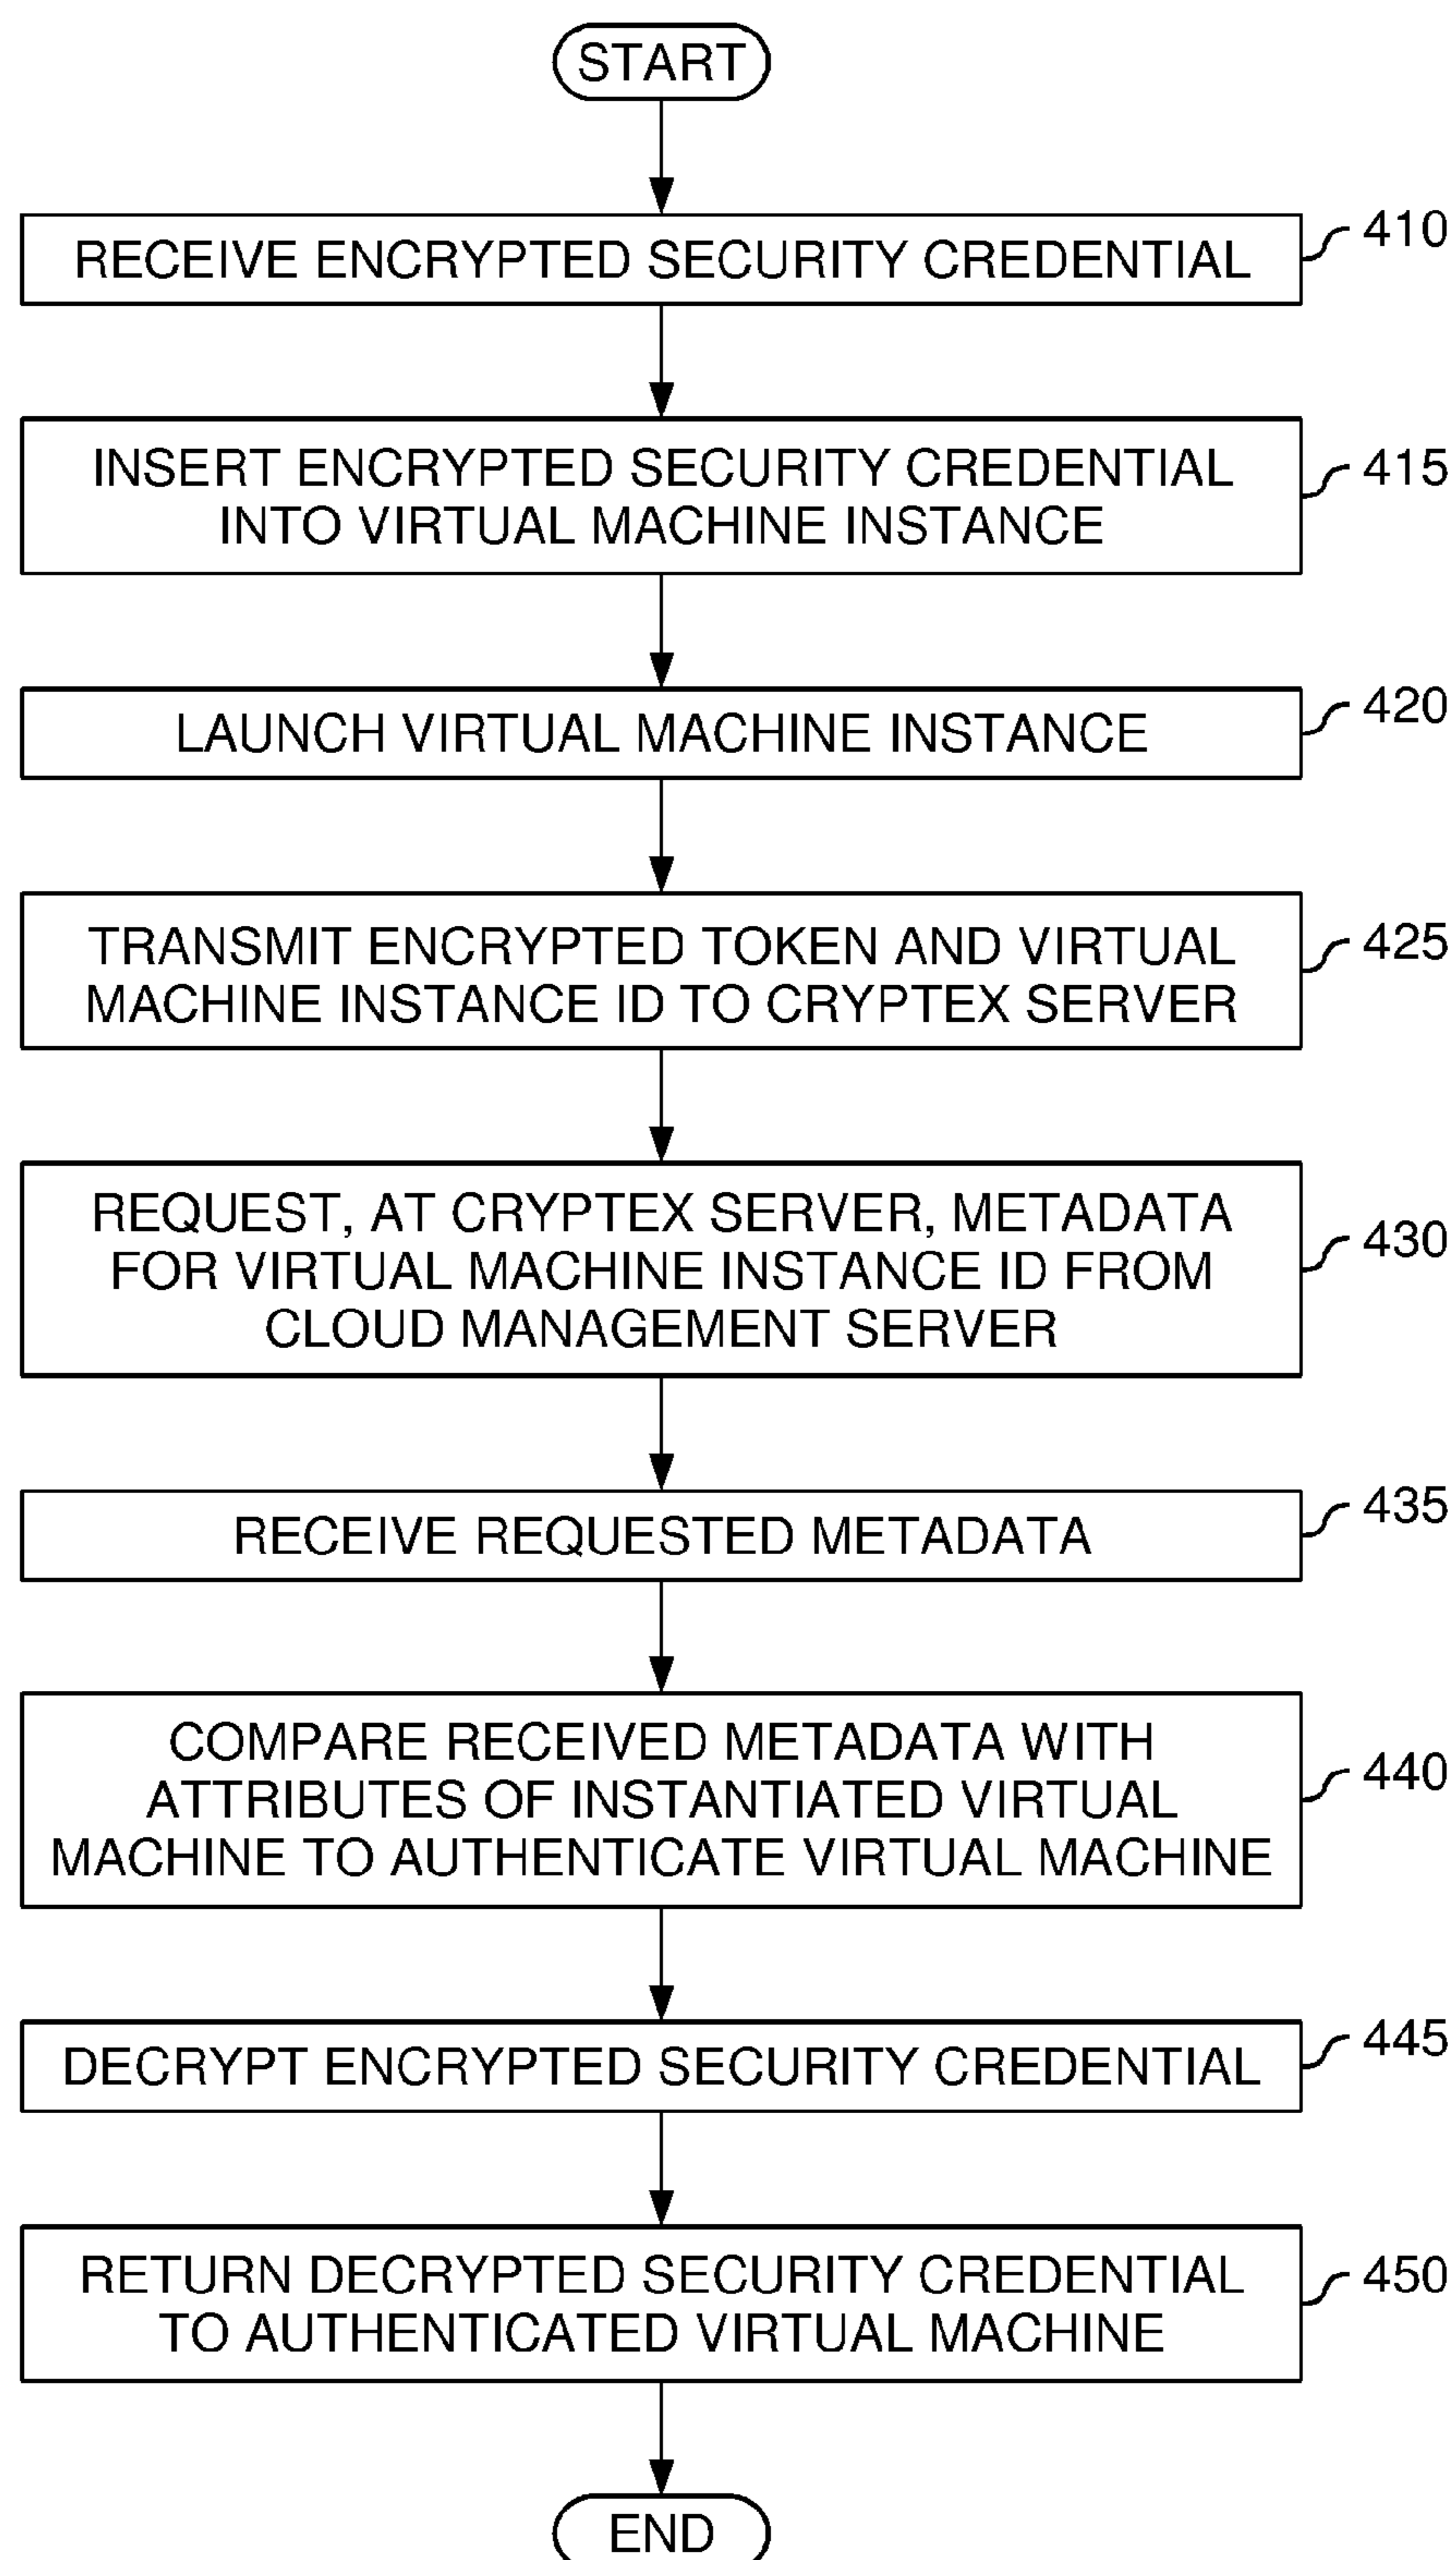 START
RECEIVE ENCRYPTED SECURITY CREDENTIAL
410
INSERT ENCRYPTED SECURITY CREDENTIAL
INTO VIRTUAL MACHINE INSTANCE
415
LAUNCH VIRTUAL MACHINE INSTANCE
420
TRANSMIT ENCRYPTED TOKEN AND VIRTUAL
MACHINE INSTANCE ID TO CRYPTEX SERVER
425
REQUEST, AT CRYPTEX SERVER, METADATA
FOR VIRTUAL MACHINE INSTANCE ID FROM
CLOUD MANAGEMENT SERVER
430
RECEIVE REQUESTED METADATA
435
COMPARE RECEIVED METADATA WITH
ATTRIBUTES OF INSTANTIATED VIRTUAL
MACHINE TO AUTHENTICATE VIRTUAL MACHINE
440
DECRYPT ENCRYPTED SECURITY CREDENTIAL
445
RETURN DECRYPTED SECURITY CREDENTIAL
TO AUTHENTICATED VIRTUAL MACHINE
450
END